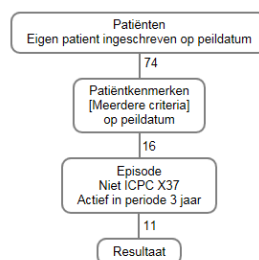 Patiënten
Eigen patient ingeschreven op peildatum
74
Patiëntkenmerken
[Meerdere criteria]
op peildatum
16
Episode
Niet ICPC X37
Actief in periode 3 jaar
11
Resultaat